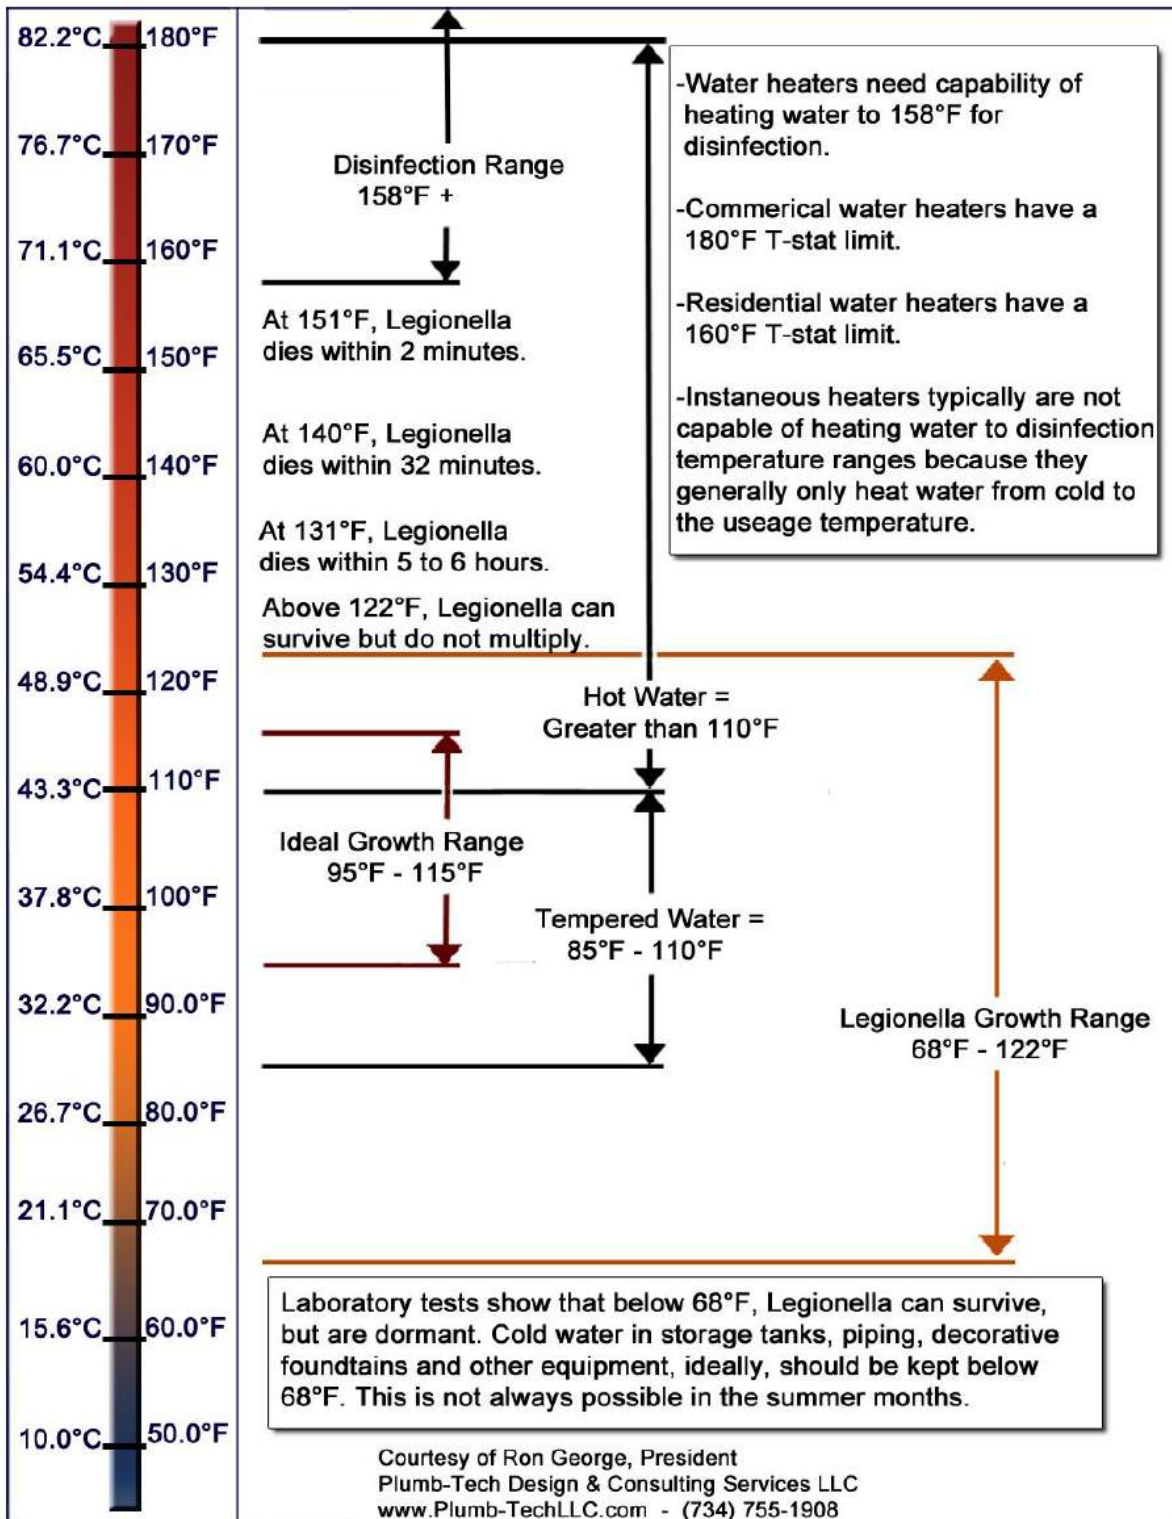 82.2°C 180°F
76.7°C 170°F
71.1°C 160°F
65.5°C 150°F
60.0°C 140°F
54.4°C 130°F
48.9°C 120°F
43.3°C 110°F
37.8°C 100°F
32.2°C 90.0°F
26.7°C 80.0°F
21.1°C 70.0°F
15.6°C 60.0°F
10.0°C 50.0°F
Disinfection Range
158°F +
At 151°F, Legionella
dies within 2 minutes.
At 140°F, Legionella
dies within 32 minutes.
At 131°F, Legionella
dies within 5 to 6 hours.
Above 122°F, Legionella can
survive but do not multiply.
Hot Water =
Greater than 110°F
Ideal Growth Range
95°F - 115°F
Tempered Water =
85°F - 110°F
Legionella Growth Range
68°F - 122°F
-Water heaters need capability of
heating water to 158°F for
disinfection.
-Commerical water heaters have a
180°F T-stat limit.
-Residential water heaters have a
160°F T-stat limit.
-Instaneous heaters typically are not
capable of heating water to disinfection
temperature ranges because they
generally only heat water from cold to
the useage temperature.
Laboratory tests show that below 68°F, Legionella can survive,
but are dormant. Cold water in storage tanks, piping, decorative
foundtains and other equipment, ideally, should be kept below
68°F. This is not always possible in the summer months.
Courtesy of Ron George, President
Plumb-Tech Design & Consulting Services LLC
www.Plumb-TechLLC.com - (734) 755-1908